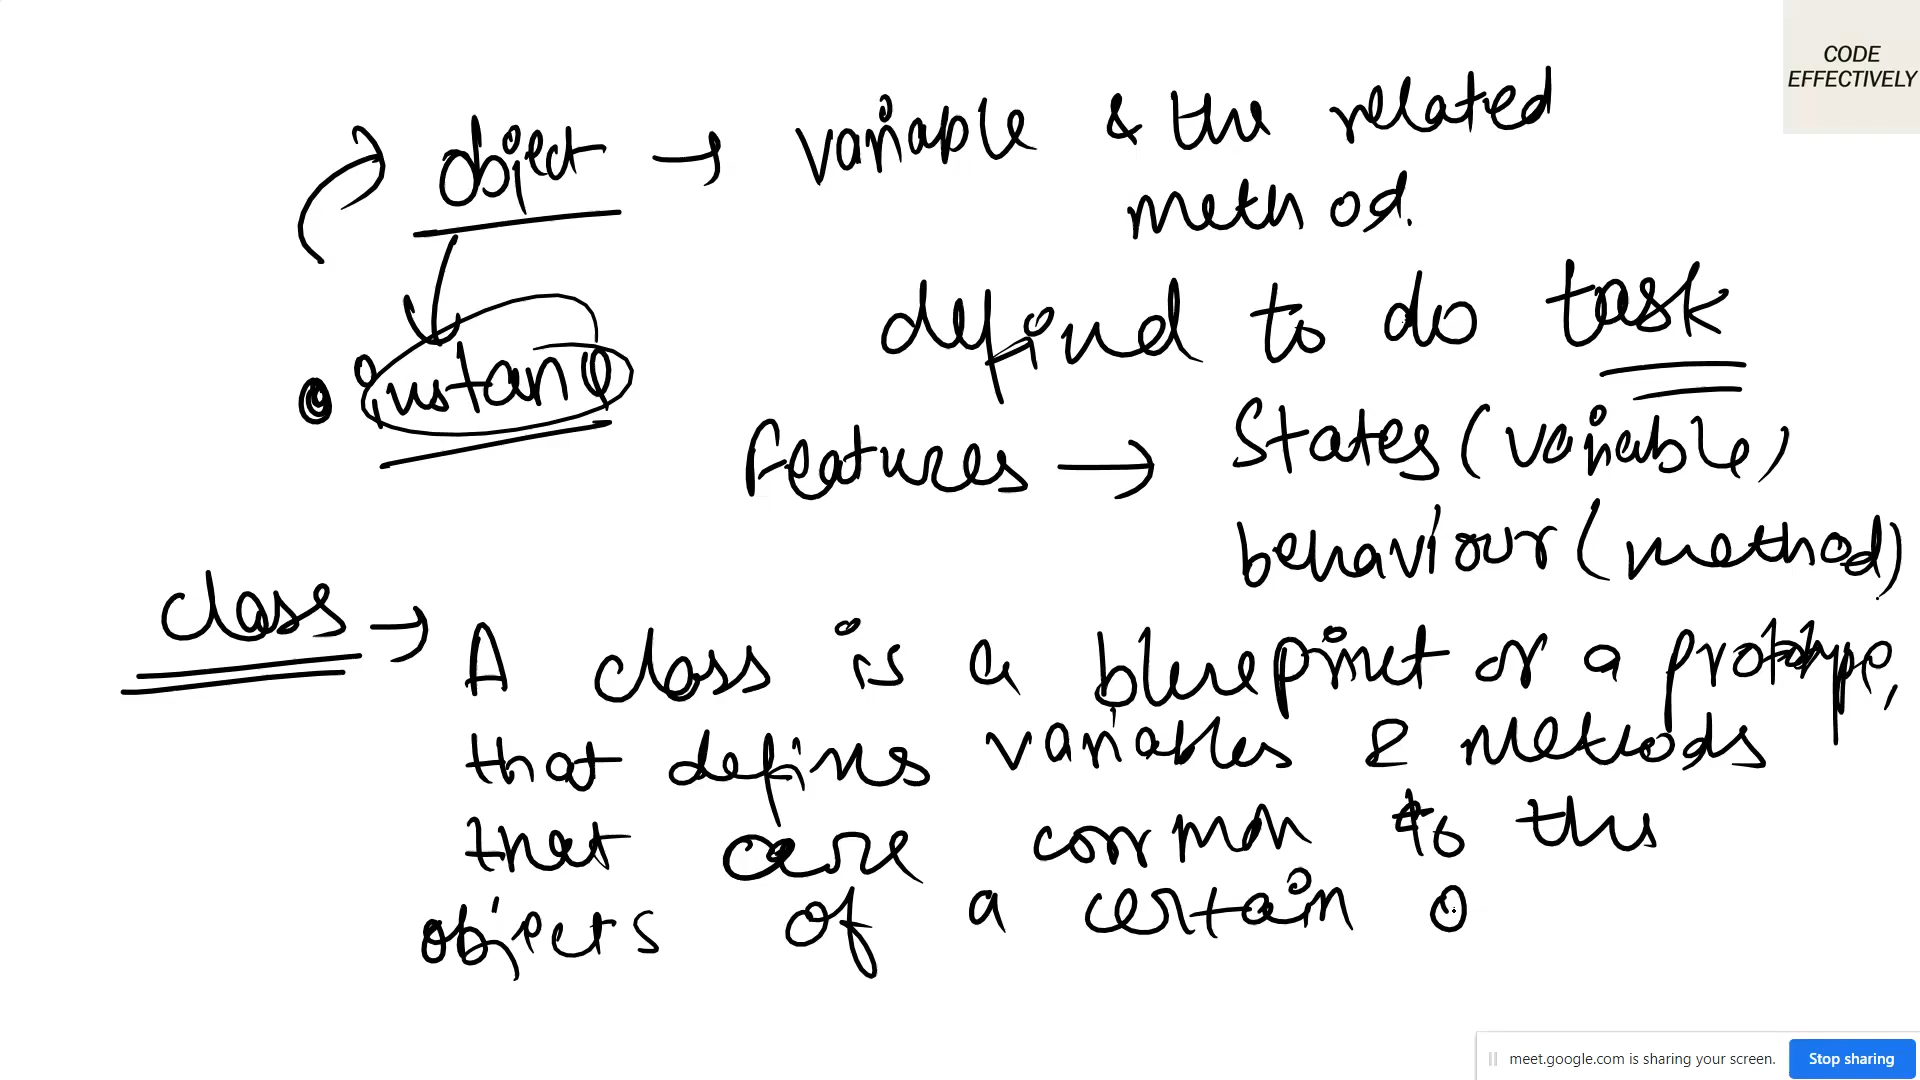 CODE
EFFECTIVELY
object → variable & the related
method.
defined to do task
instance
features → States (variable)
behaviour (method)
class → A class is a blueprint or a prototype,
that defines variables & methods
that are common to the
objects of a certain o
meet.google.com is sharing your screen.
Stop sharing